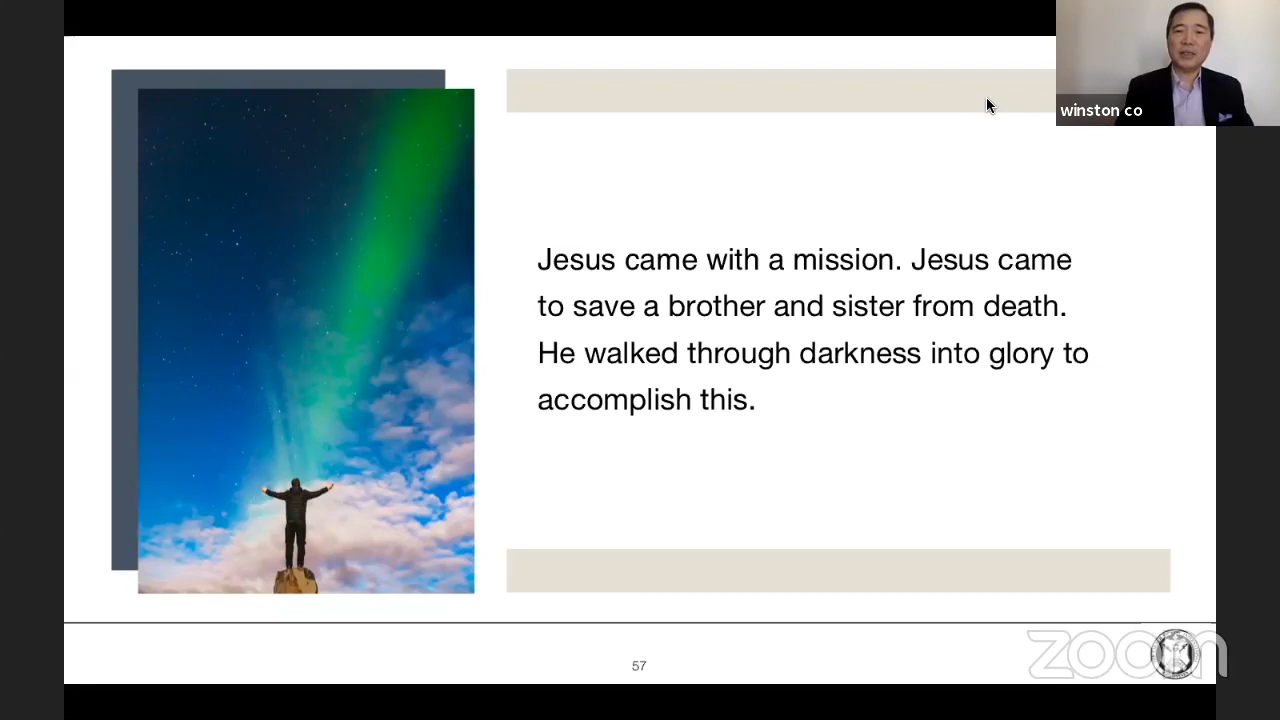 winston co
Jesus came with a mission. Jesus came
to save a brother and sister from death.
He walked through darkness into glory to
accomplish this.
57
zoom